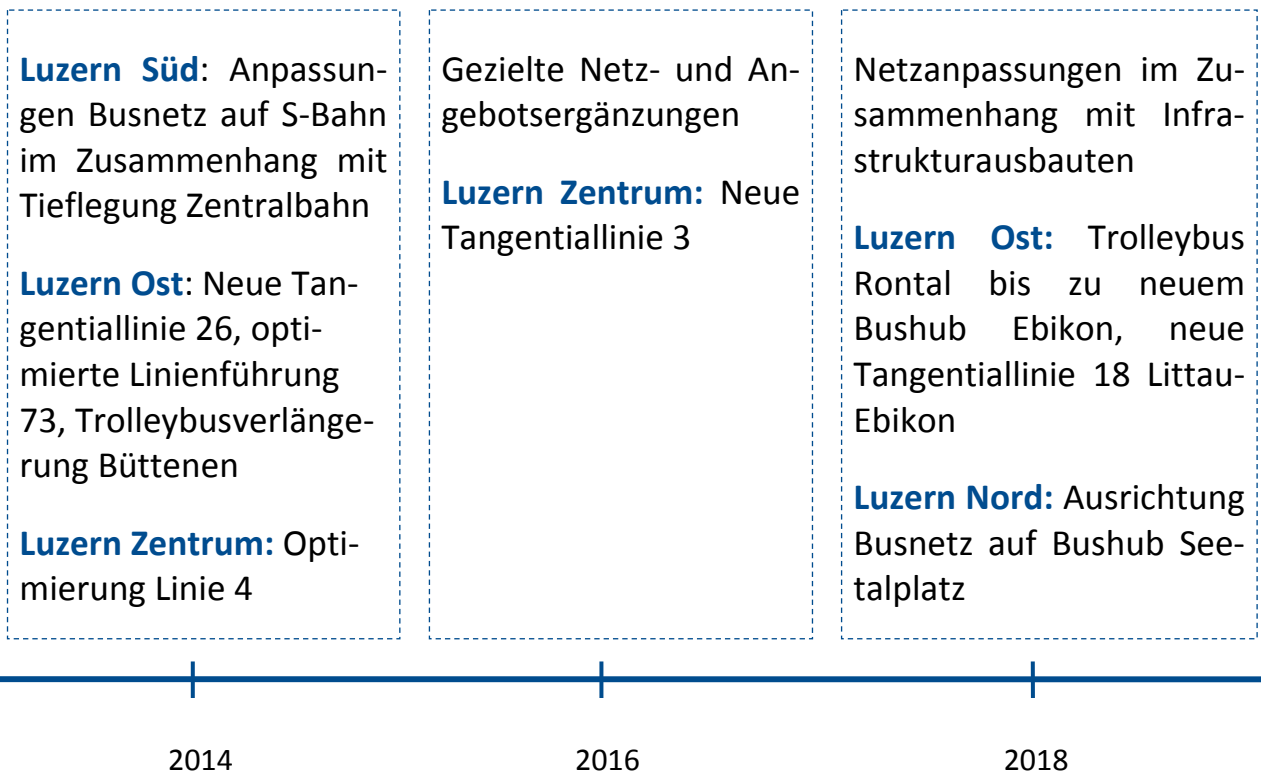 Luzern Süd: Anpassun-
gen Busnetz auf S-Bahn
im Zusammenhang mit
Tieflegung Zentralbahn
Luzern Ost: Neue Tan-
gentiallinie 26, opti-
mierte Linienführung
73, Trolleybusverlänge-
rung Büttenen
Luzern Zentrum: Opti-
mierung Linie 4
Gezielte Netz- und An-
gebotsergänzungen
Luzern Zentrum: Neue
Tangentiallinie 3
Netzanpassungen im Zu-
sammenhang mit Infra-
strukturausbauten
Luzern Ost: Trolleybus
Rontal bis zu neuem
Bushub Ebikon, neue
Tangentiallinie 18 Littau-
Ebikon
Luzern Nord: Ausrichtung
Busnetz auf Bushub See-
talplatz
2014
2016
2018